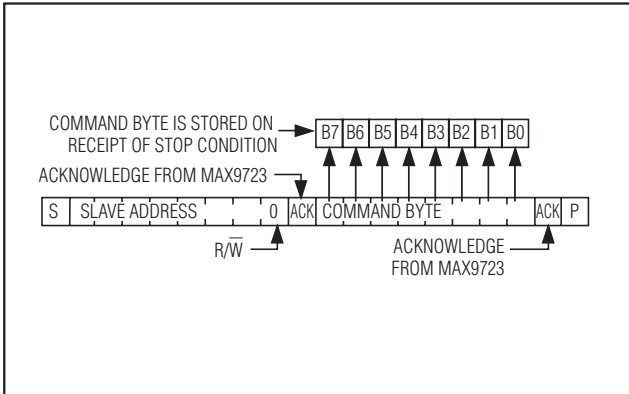 COMMAND BYTE IS STORED ON
RECEIPT OF STOP CONDITION
B7 B6 B5 B4 B3 B2 B1 B0
ACKNOWLEDGE FROM MAX9723
S SLAVE ADDRESS 0 ACK COMMAND BYTE ACK P
R/W̅
ACKNOWLEDGE
FROM MAX9723